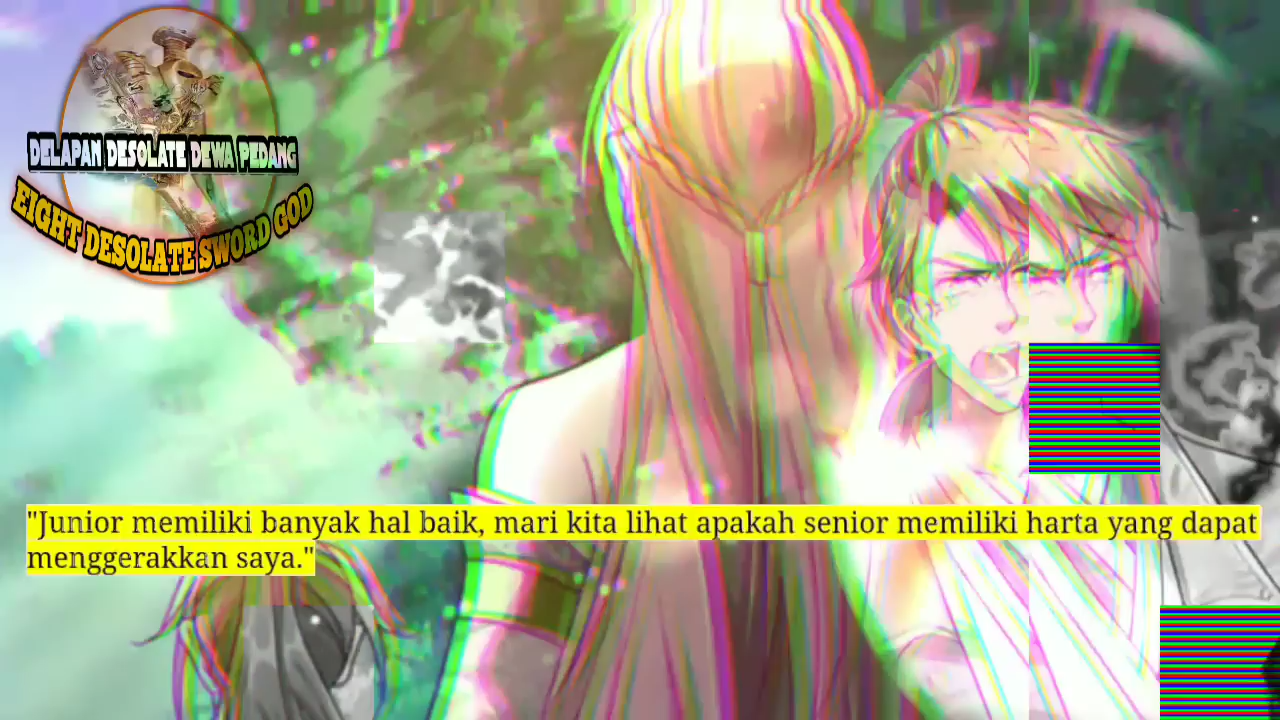 DELAPAN DESOLATE DEWA PEDANG
EIGHT DESOLATE SWORD GOD
"Junior memiliki banyak hal baik, mari kita lihat apakah senior memiliki harta yang dapat
menggerakkan saya."